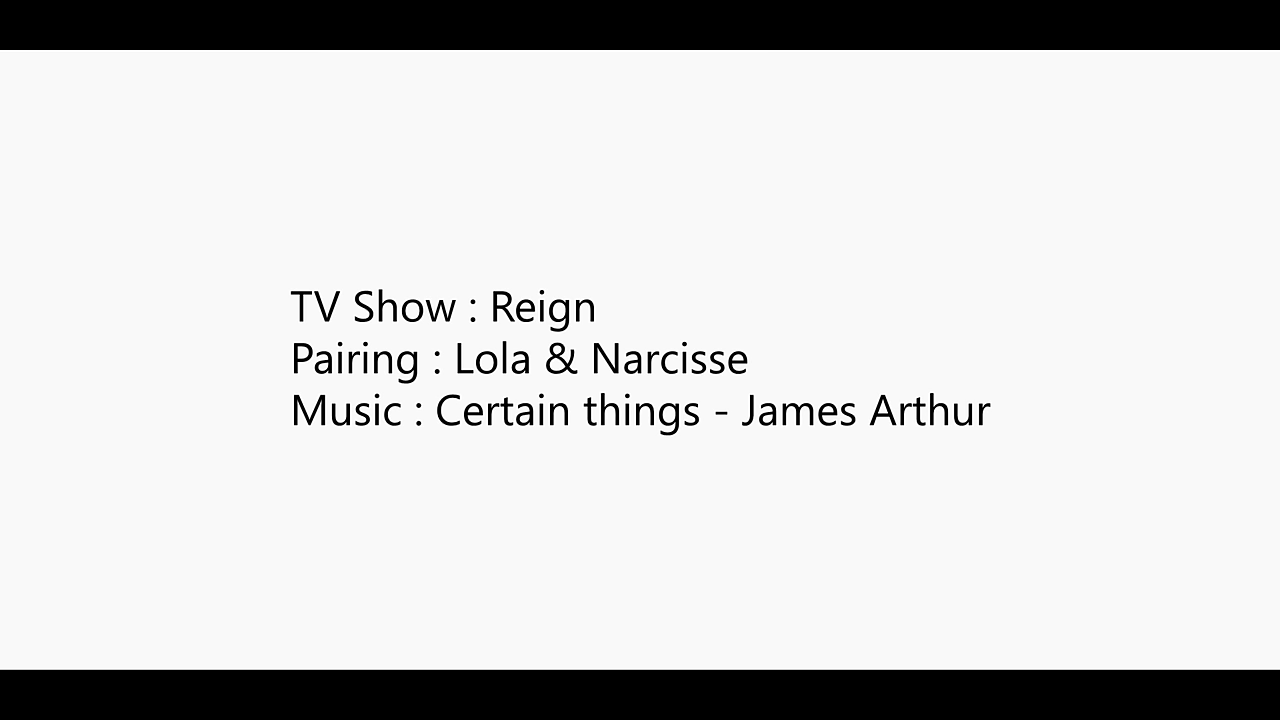 TV Show : Reign
Pairing : Lola & Narcisse
Music : Certain things - James Arthur